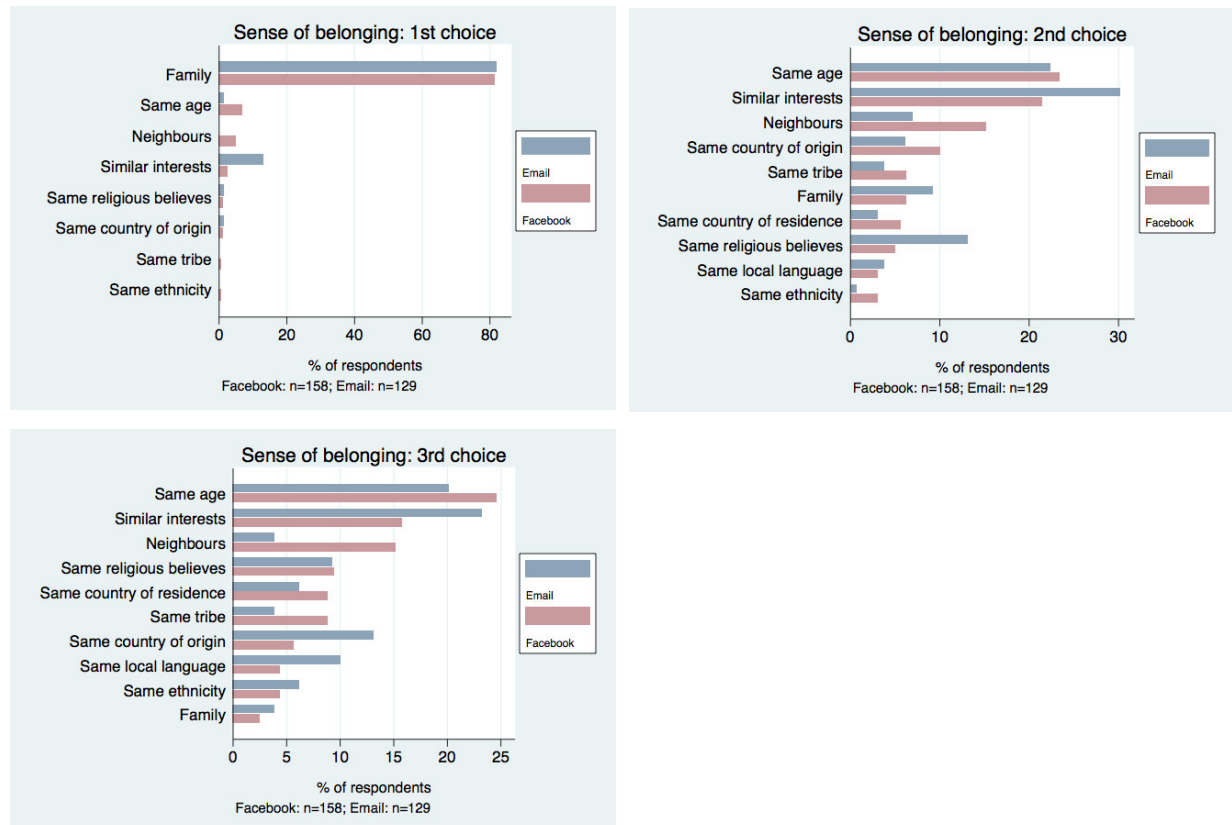 Sense of belonging: 1st choice
Family
Same age
Neighbours
Similar interests
Same religious believes
Same country of origin
Same tribe
Same ethnicity
0 20 40 60 80
% of respondents
Facebook: n=158; Email: n=129
Email
Facebook
Sense of belonging: 2nd choice
Same age
Similar interests
Neighbours
Same country of origin
Same tribe
Family
Same country of residence
Same religious believes
Same local language
Same ethnicity
0 10 20 30
% of respondents
Facebook: n=158; Email: n=129
Email
Facebook
Sense of belonging: 3rd choice
Same age
Similar interests
Neighbours
Same religious believes
Same country of residence
Same tribe
Same country of origin
Same local language
Same ethnicity
Family
0 5 10 15 20 25
% of respondents
Facebook: n=158; Email: n=129
Email
Facebook